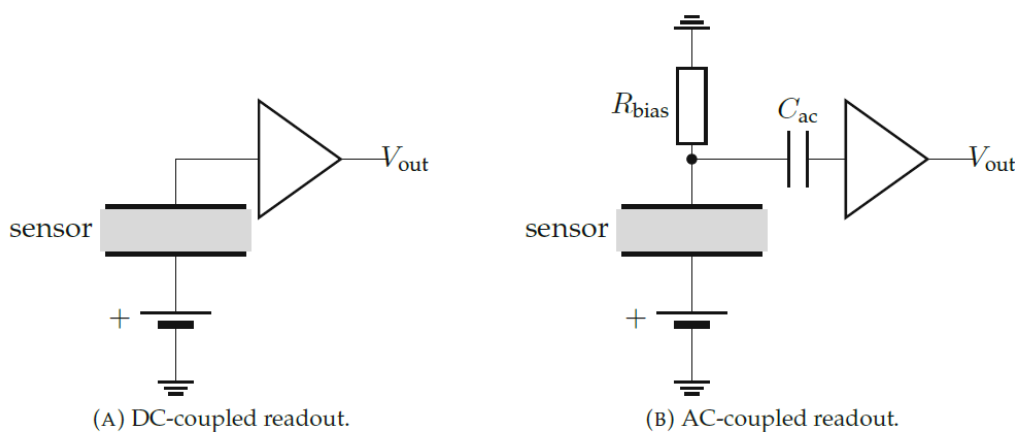 V_out
sensor
+
(A) DC-coupled readout.
R_bias
C_ac
V_out
sensor
+
(B) AC-coupled readout.